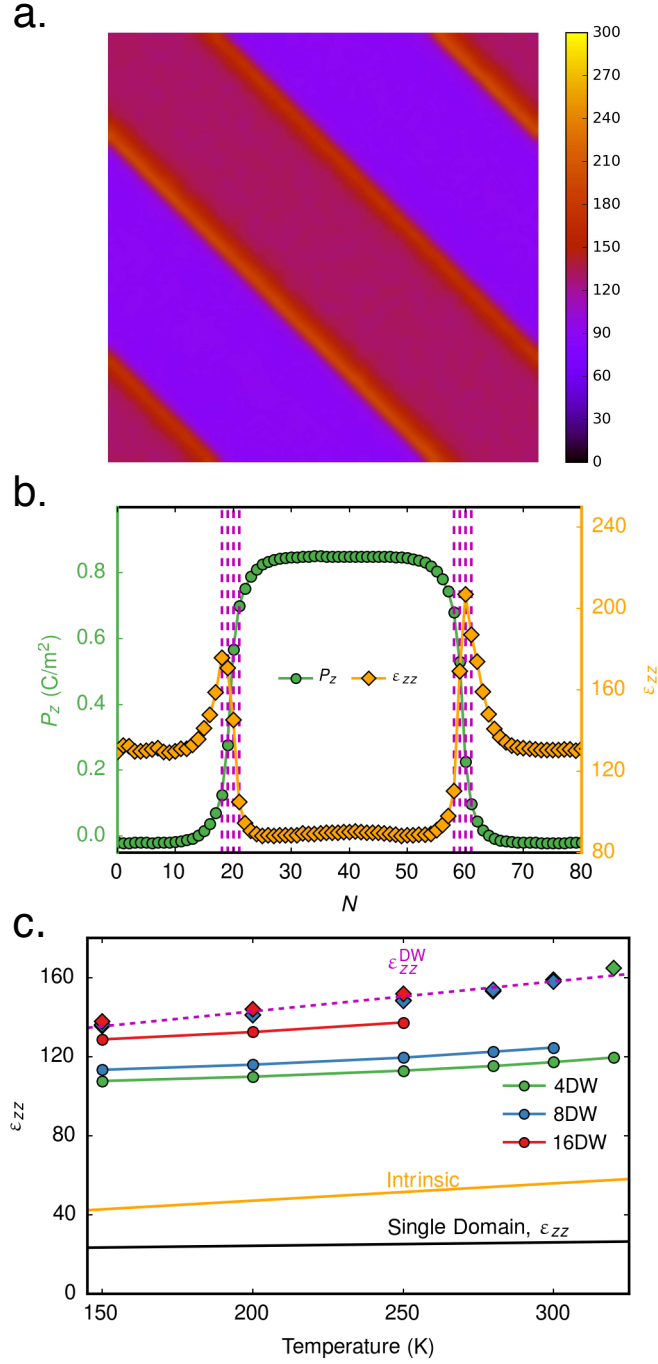 a.
300
270
240
210
180
150
120
90
60
30
0
b.
240
200
160
120
80
0.8
0.6
0.4
0.2
0.0
P_z (C/m²)
P_z ε_zz
ε_zz
0 10 20 30 40 50 60 70 80
N
c.
ε_zz^DW
160
120
80
40
0
ε_zz
4DW
8DW
16DW
Intrinsic
Single Domain, ε_zz
150 200 250 300
Temperature (K)